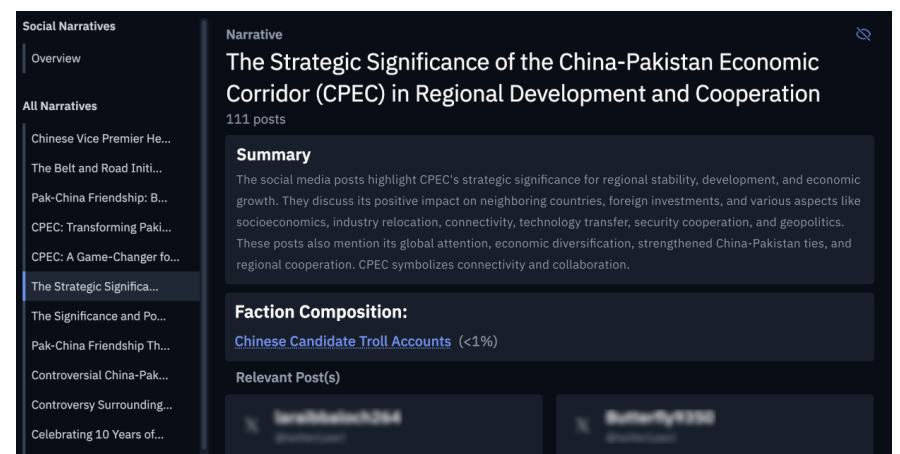 Social Narratives
Overview
All Narratives
Chinese Vice Premier He...
The Belt and Road Initi...
Pak-China Friendship: B...
CPEC: Transforming Paki...
CPEC: A Game-Changer fo...
The Strategic Significa...
The Significance and Po...
Pak-China Friendship Th...
Controversial China-Pak...
Controversy Surrounding...
Celebrating 10 Years of...
Narrative
The Strategic Significance of the China-Pakistan Economic
Corridor (CPEC) in Regional Development and Cooperation
111 posts
Summary
The social media posts highlight CPEC's strategic significance for regional stability, development, and economic
growth. They discuss its positive impact on neighboring countries, foreign investments, and various aspects like
socioeconomics, industry relocation, connectivity, technology transfer, security cooperation, and geopolitics.
These posts also mention its global attention, economic diversification, strengthened China-Pakistan ties, and
regional cooperation. CPEC symbolizes connectivity and collaboration.
Faction Composition:
Chinese Candidate Troll Accounts (<1%)
Relevant Post(s)